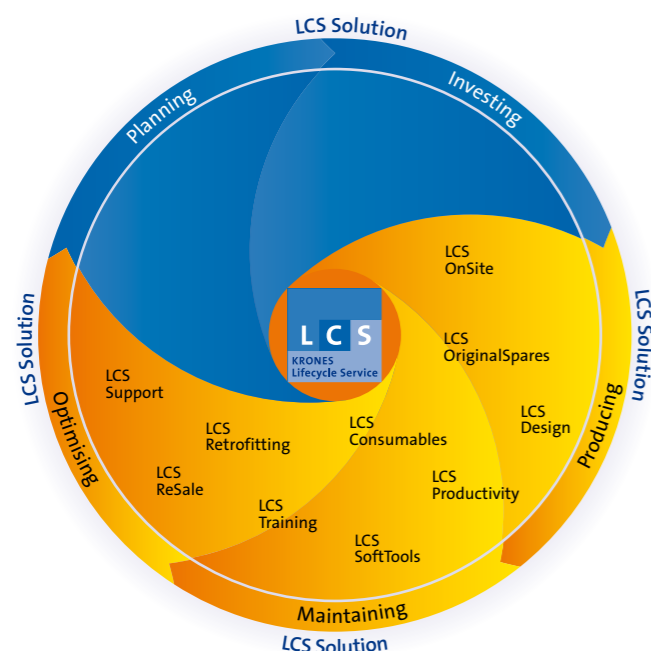 LCS Solution
Planning
Investing
LCS
OnSite
LCS Solution
LCS Solution
L C S
KRONES
Lifecycle Service
LCS
OriginalSpares
LCS
Support
LCS
Retrofitting
LCS
Consumables
LCS
Design
Optimising
Producing
LCS
ReSale
LCS
Productivity
LCS
Training
LCS
SoftTools
Maintaining
LCS Solution